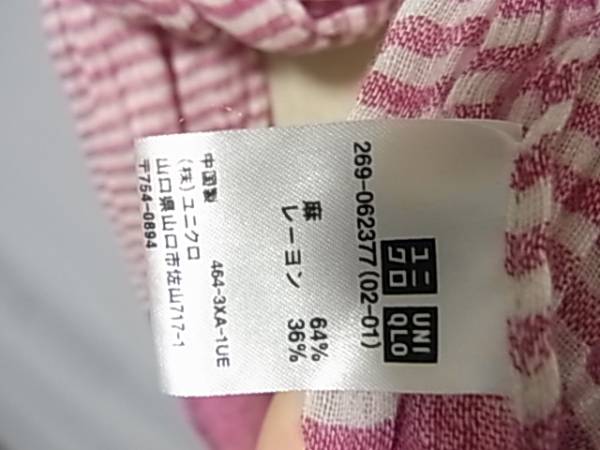 ユニクロ UNIQLO
269-062377(02-01)
麻 64%
レーヨン 36%
464-3XA-1UE
中国製
(株)ユニクロ
山口県山口市佐山717-1
〒754-0894